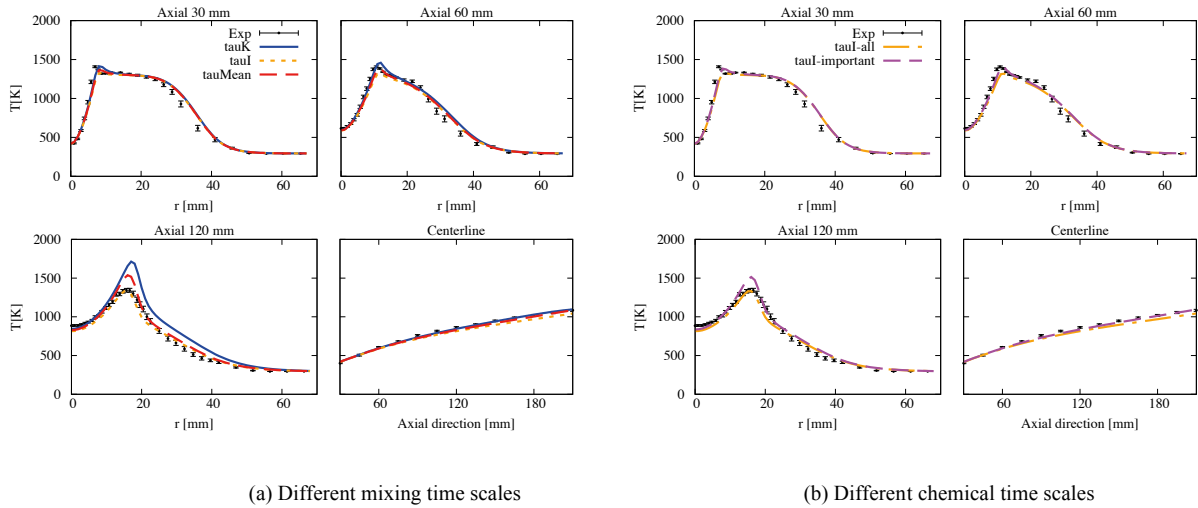 Axial 30 mm
Axial 60 mm
Axial 30 mm
Axial 60 mm
2000
1500
1000
500
0
T[K]
Exp
tauK
tauI
tauMean
0 20 40 60
r [mm]
0 20 40 60
r [mm]
2000
1500
1000
500
0
T[K]
Exp
tauI-all
tauI-important
0 20 40 60
r [mm]
0 20 40 60
r [mm]
Axial 120 mm
Centerline
Axial 120 mm
Centerline
2000
1500
1000
500
0
T[K]
0 20 40 60
r [mm]
60 120 180
Axial direction [mm]
2000
1500
1000
500
0
T[K]
0 20 40 60
r [mm]
60 120 180
Axial direction [mm]
(a) Different mixing time scales
(b) Different chemical time scales